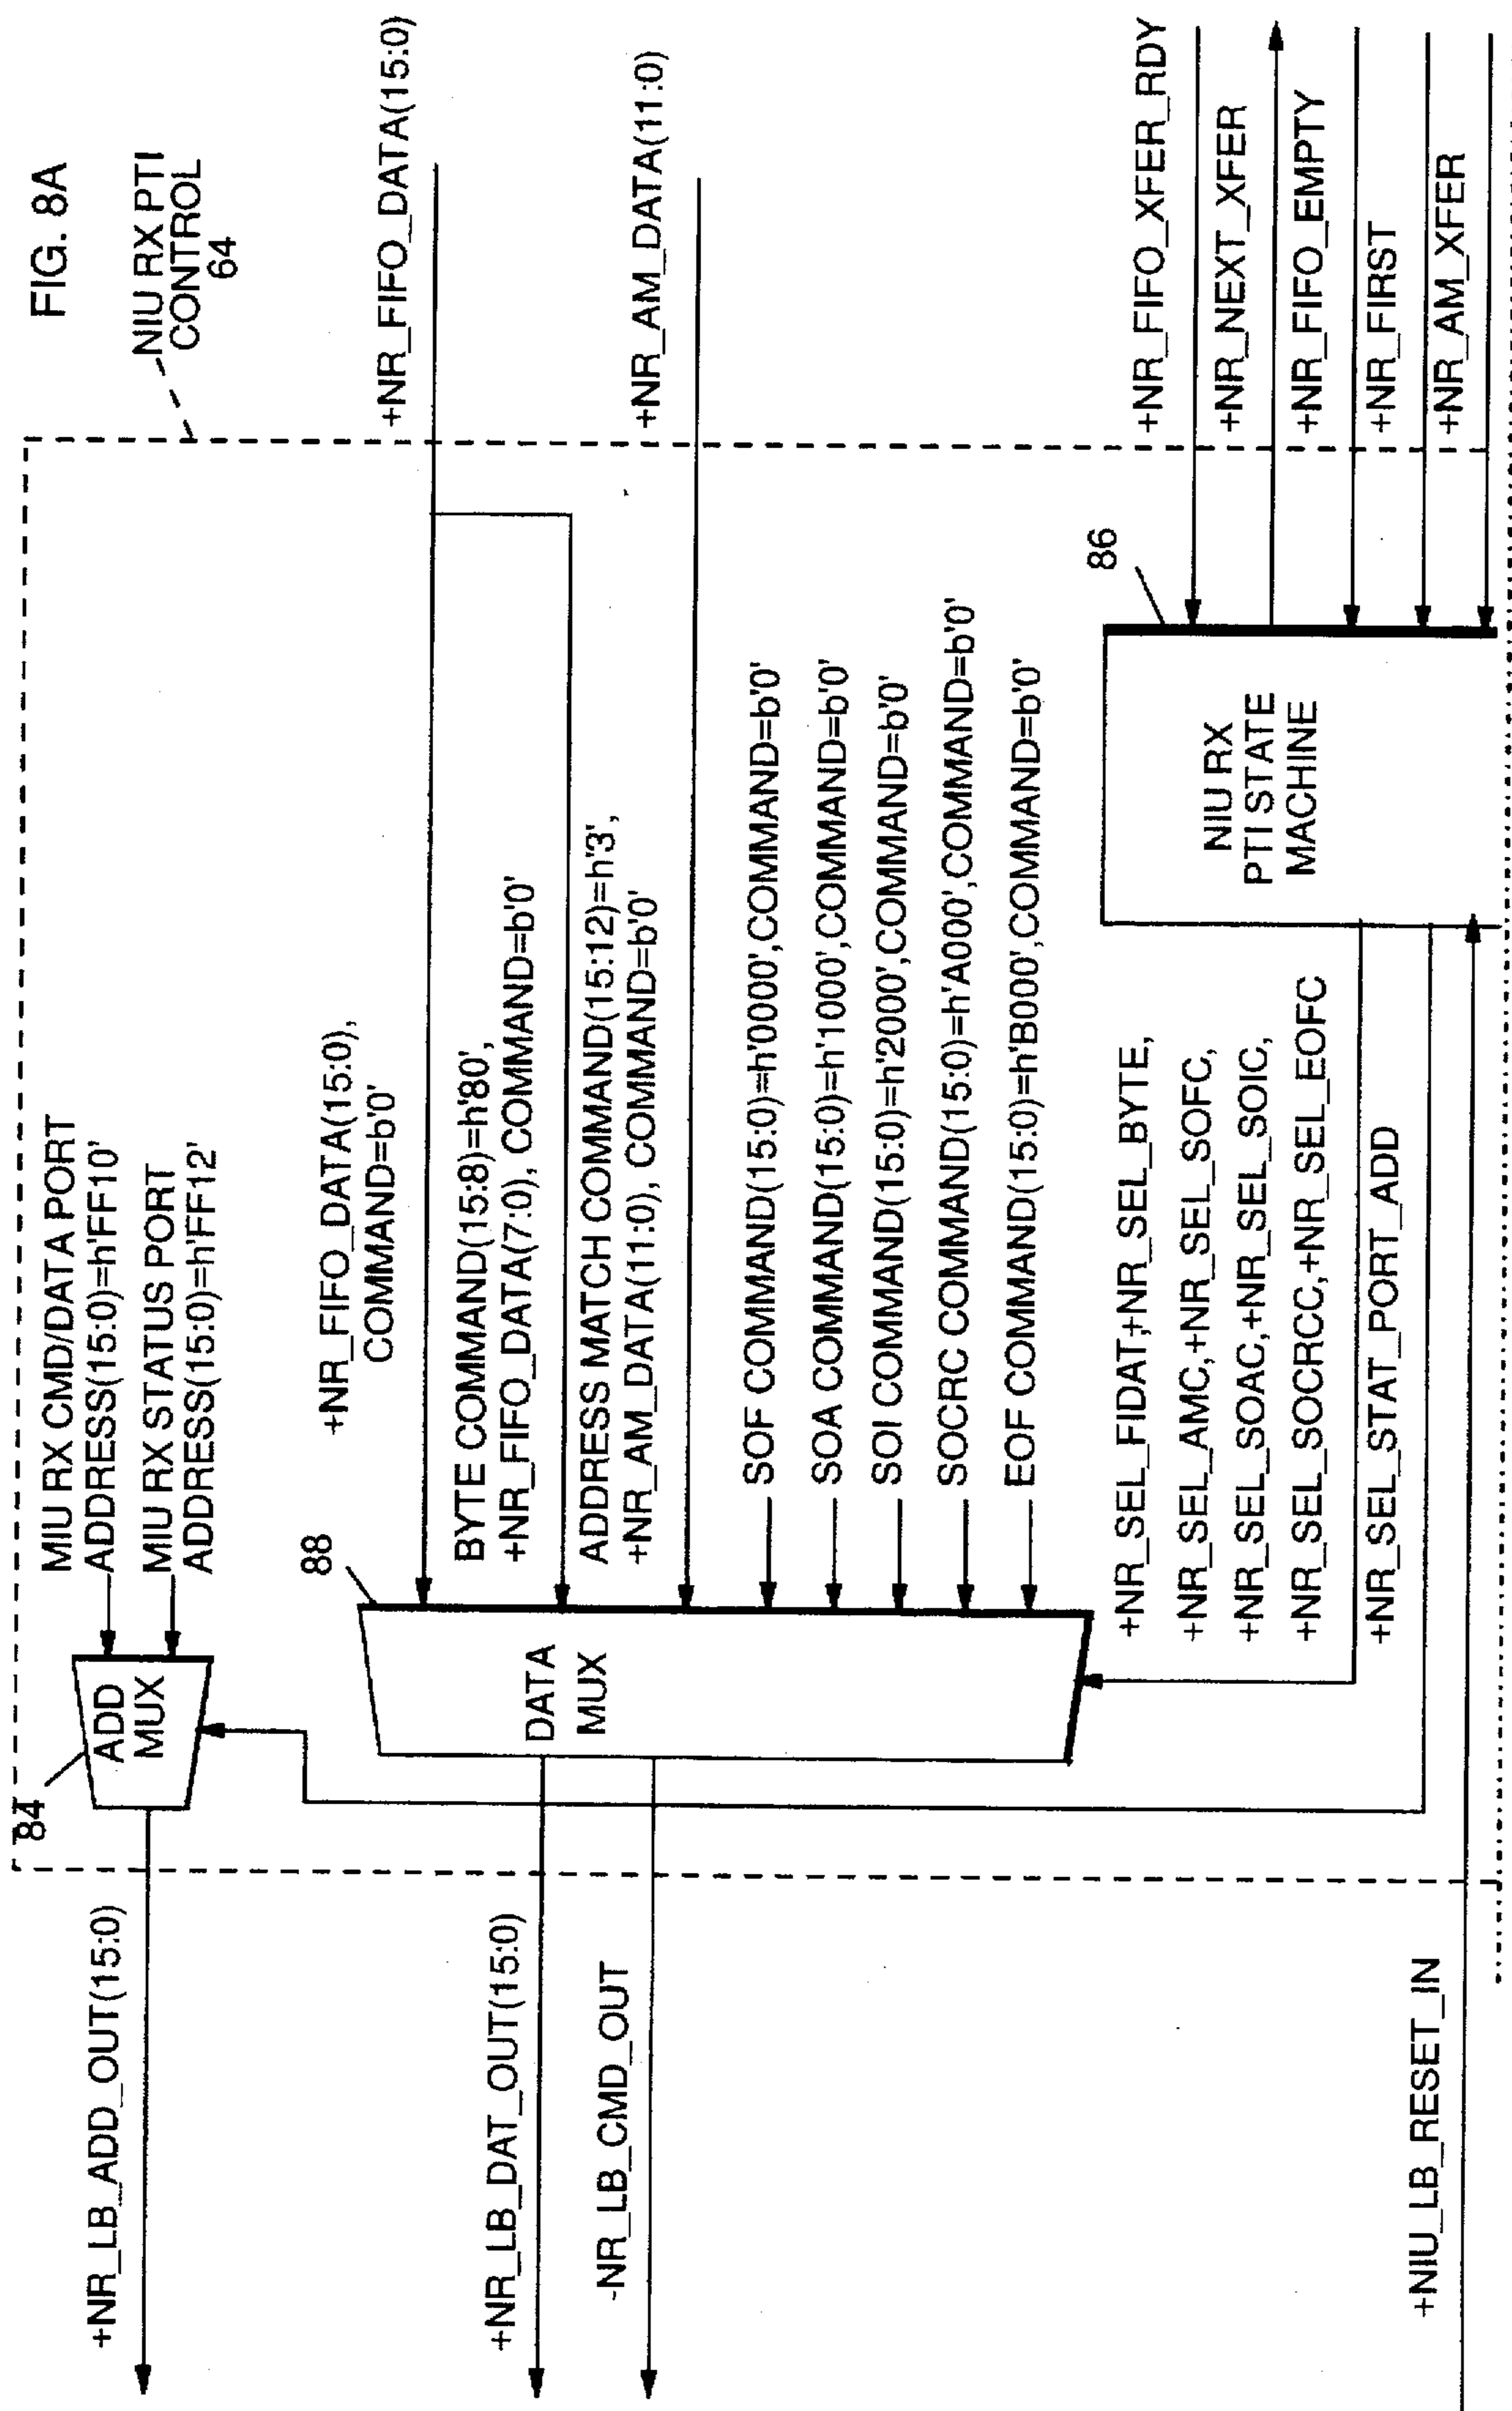 FIG. 8A
NIU RX PTI
CONTROL
64
MIU RX CMD/DATA PORT
ADDRESS(15:0)=h'FF10'
MIU RX STATUS PORT
ADDRESS(15:0)=h'FF12'
84
ADD
MUX
+NR_LB_ADD_OUT(15:0)
+NR_FIFO_DATA(15:0)
+NR_FIFO_DATA(15:0),
COMMAND=b'0'
88
BYTE COMMAND(15:8)=h'80',
+NR_FIFO_DATA(7:0), COMMAND=b'0'
+NR_AM_DATA(11:0)
ADDRESS MATCH COMMAND(15:12)=h'3',
+NR_AM_DATA(11:0), COMMAND=b'0'
DATA
MUX
+NR_LB_DAT_OUT(15:0)
-NR_LB_CMD_OUT
SOF COMMAND(15:0)=h'0000',COMMAND=b'0'
SOA COMMAND(15:0)=h'1000',COMMAND=b'0'
SOI COMMAND(15:0)=h'2000',COMMAND=b'0'
SOCRC COMMAND(15:0)=h'A000',COMMAND=b'0'
EOF COMMAND(15:0)=h'B000',COMMAND=b'0'
86
NIU RX
PTI STATE
MACHINE
+NR_FIFO_XFER_RDY
+NR_NEXT_XFER
+NR_FIFO_EMPTY
+NR_FIRST
+NR_AM_XFER
+NR_SEL_FIDAT,+NR_SEL_BYTE,
+NR_SEL_AMC,+NR_SEL_SOFC,
+NR_SEL_SOAC,+NR_SEL_SOIC,
+NR_SEL_SOCRCC,+NR_SEL_EOFC
+NR_SEL_STAT_PORT_ADD
+NIU_LB_RESET_IN